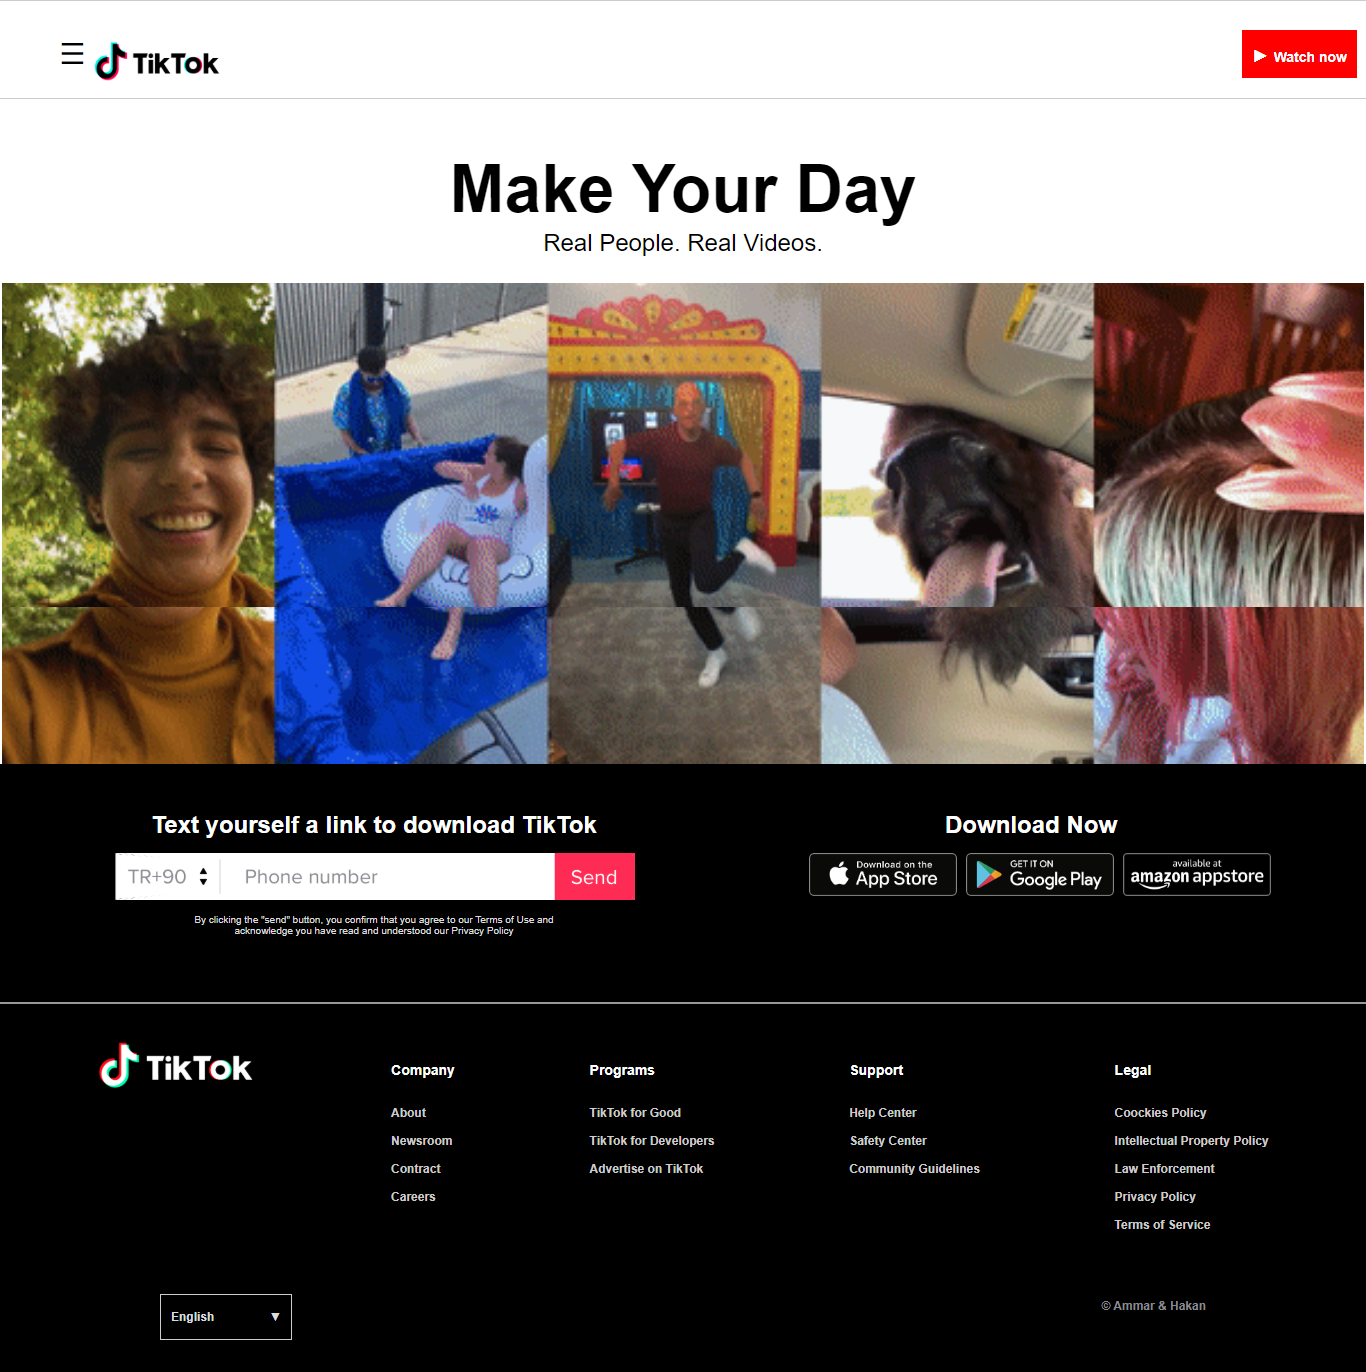 ☰ TikTok
▶ Watch now
Make Your Day
Real People. Real Videos.
Text yourself a link to download TikTok
TR+90
Phone number
Send
By clicking the "send" button, you confirm that you agree to our Terms of Use and
acknowledge you have read and understood our Privacy Policy
Download Now
Download on the
App Store
GET IT ON
Google Play
available at
amazon appstore
TikTok
Company
About
Newsroom
Contract
Careers
Programs
TikTok for Good
TikTok for Developers
Advertise on TikTok
Support
Help Center
Safety Center
Community Guidelines
Legal
Coockies Policy
Intellectual Property Policy
Law Enforcement
Privacy Policy
Terms of Service
English ▼
© Ammar & Hakan